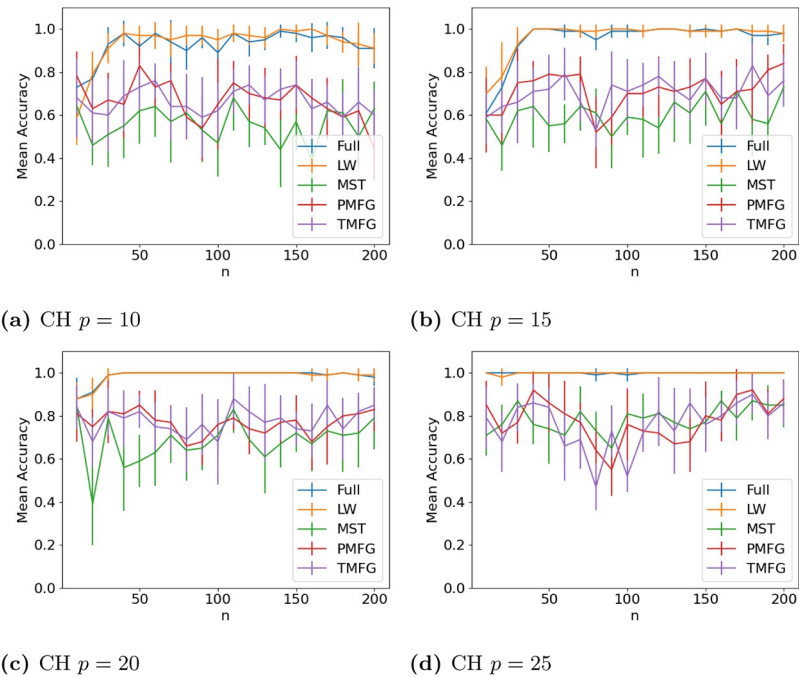 1.0
0.8
0.6
0.4
0.2
0.0
Mean Accuracy
50 100 150 200
n
Full
LW
MST
PMFG
TMFG
(a) CH p = 10
1.0
0.8
0.6
0.4
0.2
0.0
Mean Accuracy
50 100 150 200
n
Full
LW
MST
PMFG
TMFG
(b) CH p = 15
1.0
0.8
0.6
0.4
0.2
0.0
Mean Accuracy
50 100 150 200
n
Full
LW
MST
PMFG
TMFG
(c) CH p = 20
1.0
0.8
0.6
0.4
0.2
0.0
Mean Accuracy
50 100 150 200
n
Full
LW
MST
PMFG
TMFG
(d) CH p = 25